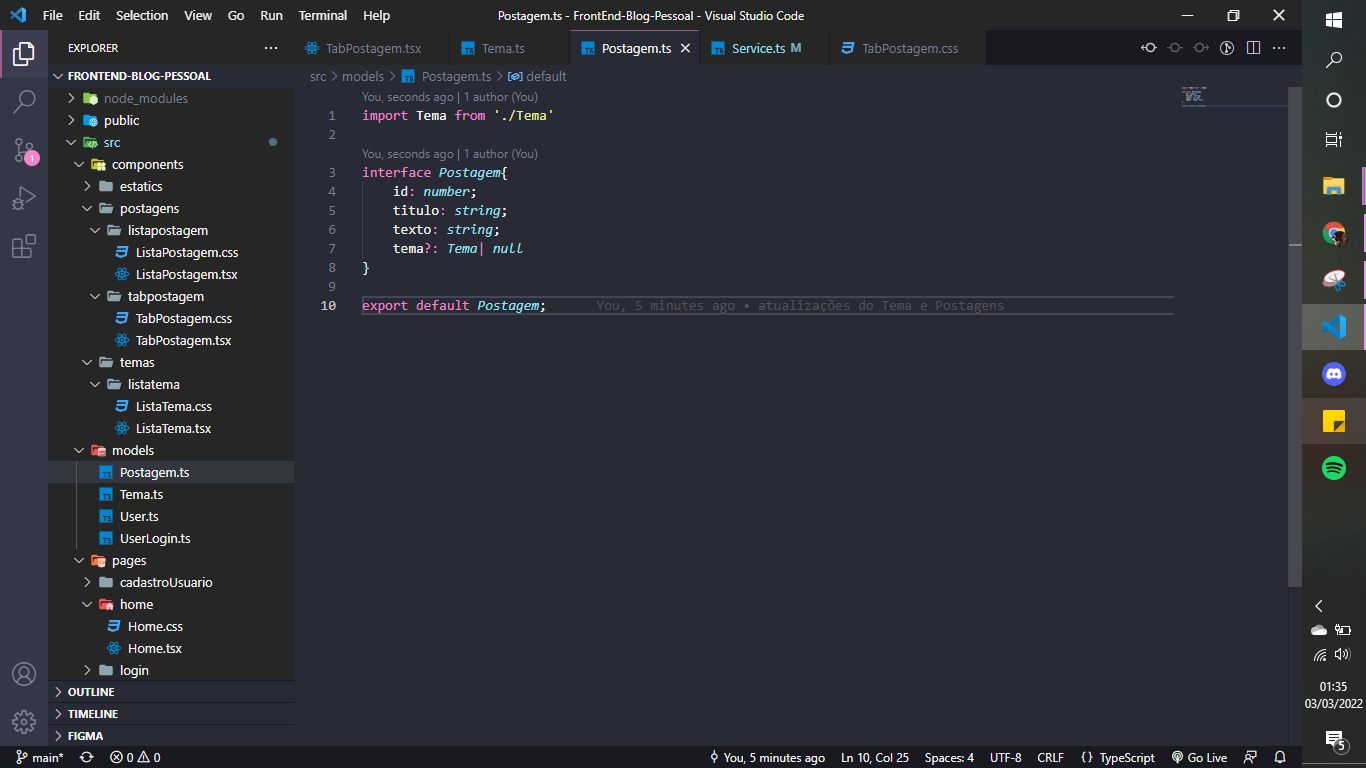 File Edit Selection View Go Run Terminal Help Postagem.ts - FrontEnd-Blog-Pessoal - Visual Studio Code
EXPLORER
TabPostagem.tsx Tema.ts Postagem.ts Service.ts M TabPostagem.css
FRONTEND-BLOG-PESSOAL
node_modules
public
src
components
estatics
postagens
listapostagem
ListaPostagem.css
ListaPostagem.tsx
tabpostagem
TabPostagem.css
TabPostagem.tsx
temas
listatema
ListaTema.css
ListaTema.tsx
models
Postagem.ts
Tema.ts
User.ts
UserLogin.ts
pages
cadastroUsuario
home
Home.css
Home.tsx
login
OUTLINE
TIMELINE
FIGMA
1
src > models > Postagem.ts > default
You, seconds ago | 1 author (You)
1 import Tema from './Tema'
2
You, seconds ago | 1 author (You)
3 interface Postagem{
4 id: number;
5 titulo: string;
6 texto: string;
7 tema?: Tema| null
8 }
9
10 export default Postagem; You, 5 minutes ago • atualizações do Tema e Postagens
main* 0 0 You, 5 minutes ago Ln 10, Col 25 Spaces: 4 UTF-8 CRLF {} TypeScript Go Live
01:35
03/03/2022
5